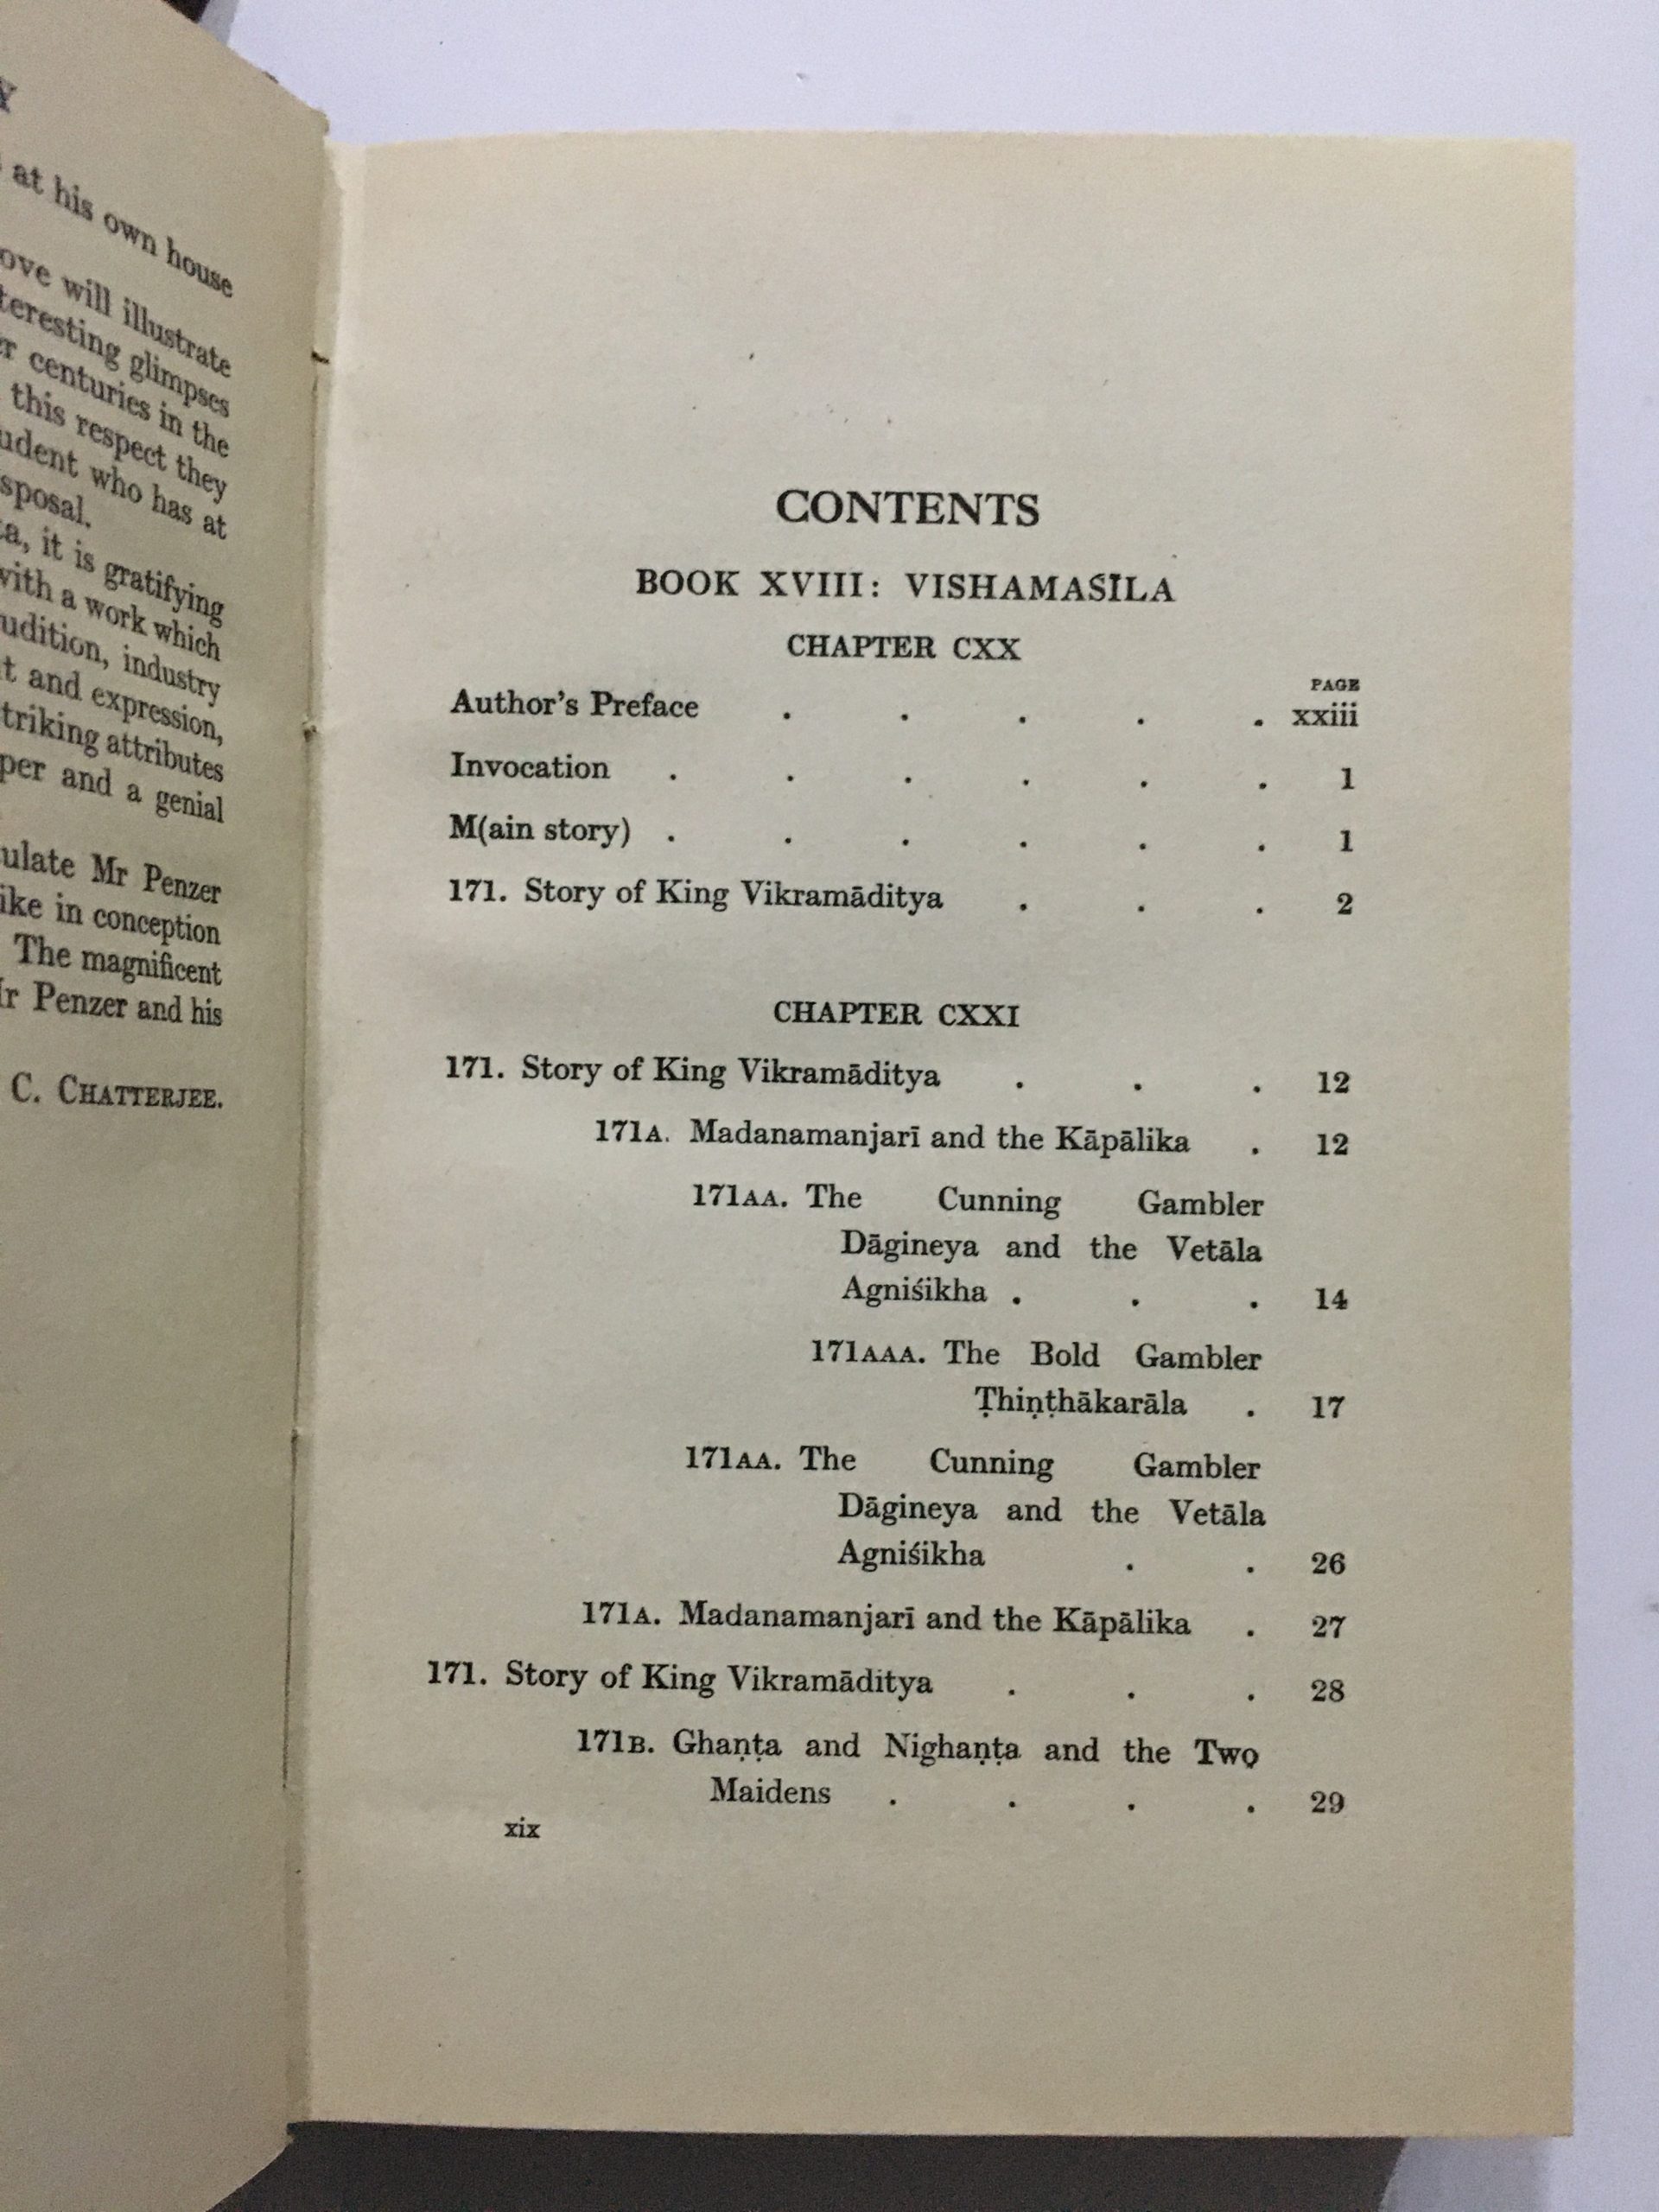 Y
at his own house
ove will illustrate
teresting glimpses
r centuries in the
this respect they
udent who has at
sposal.
ta, it is gratifying
with a work which
udition, industry
t and expression,
triking attributes
per and a genial
ulate Mr Penzer
ike in conception
The magnificent
Mr Penzer and his
C. CHATTERJEE.
CONTENTS
BOOK XVIII: VISHAMAŚĪLA
CHAPTER CXX
PAGE
Author's Preface . . . . . xxiii
Invocation . . . . . . 1
M(ain story) . . . . . . 1
171. Story of King Vikramāditya . . . 2
CHAPTER CXXI
171. Story of King Vikramāditya . . . 12
171A. Madanamanjarī and the Kāpālika . 12
171AA. The Cunning Gambler
Dāgineya and the Vetāla
Agniśikha . . . 14
171AAA. The Bold Gambler
Ṭhiṇṭhākarāla . 17
171AA. The Cunning Gambler
Dāgineya and the Vetāla
Agniśikha . . 26
171A. Madanamanjarī and the Kāpālika . 27
171. Story of King Vikramāditya . . . 28
171B. Ghaṇṭa and Nighaṇṭa and the Two
Maidens . . . . 29
xix